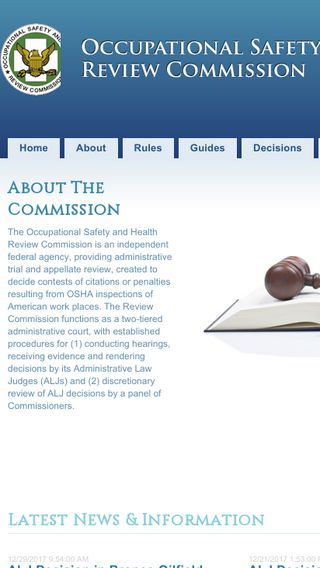 OCCUPATIONAL SAFETY AND
REVIEW COMMISSION
OCCUPATIONAL SAFETY
REVIEW COMMISSION
Home About Rules Guides Decisions
ABOUT THE
COMMISSION
The Occupational Safety and Health
Review Commission is an independent
federal agency, providing administrative
trial and appellate review, created to
decide contests of citations or penalties
resulting from OSHA inspections of
American work places. The Review
Commission functions as a two-tiered
administrative court, with established
procedures for (1) conducting hearings,
receiving evidence and rendering
decisions by its Administrative Law
Judges (ALJs) and (2) discretionary
review of ALJ decisions by a panel of
Commissioners.
LATEST NEWS & INFORMATION
12/29/2017 9:54:00 AM 12/21/2017 1:53:0
ALJ Decision in Bronco Oilfield ALJ Decision